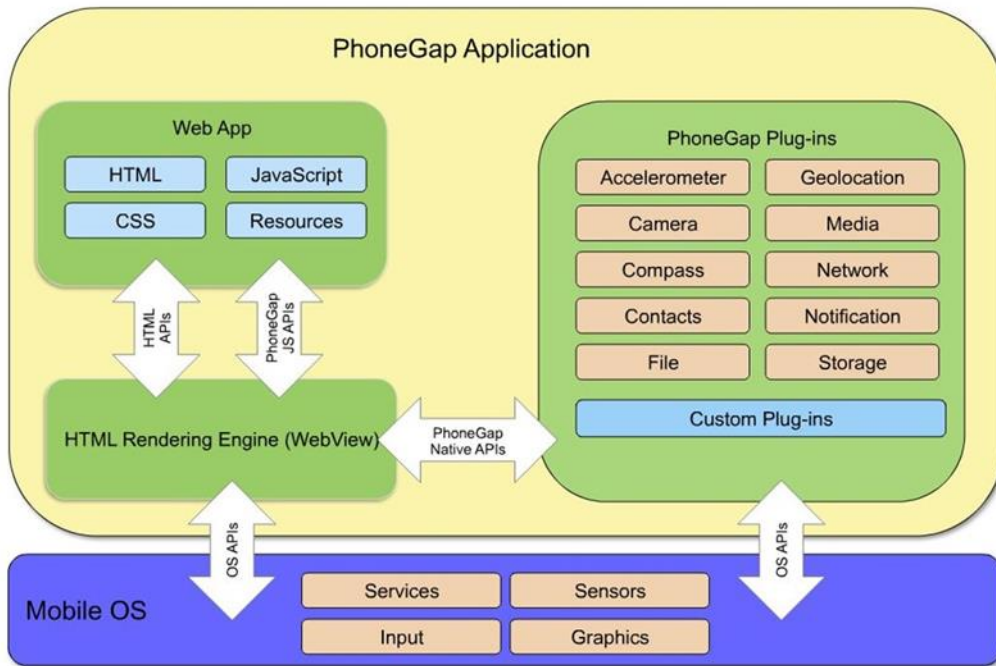 PhoneGap Application
Web App
HTML
JavaScript
CSS
Resources
HTML
APIs
PhoneGap
JS APIs
HTML Rendering Engine (WebView)
PhoneGap
Native APIs
PhoneGap Plug-ins
Accelerometer
Geolocation
Camera
Media
Compass
Network
Contacts
Notification
File
Storage
Custom Plug-ins
OS APIs
OS APIs
Mobile OS
Services
Sensors
Input
Graphics